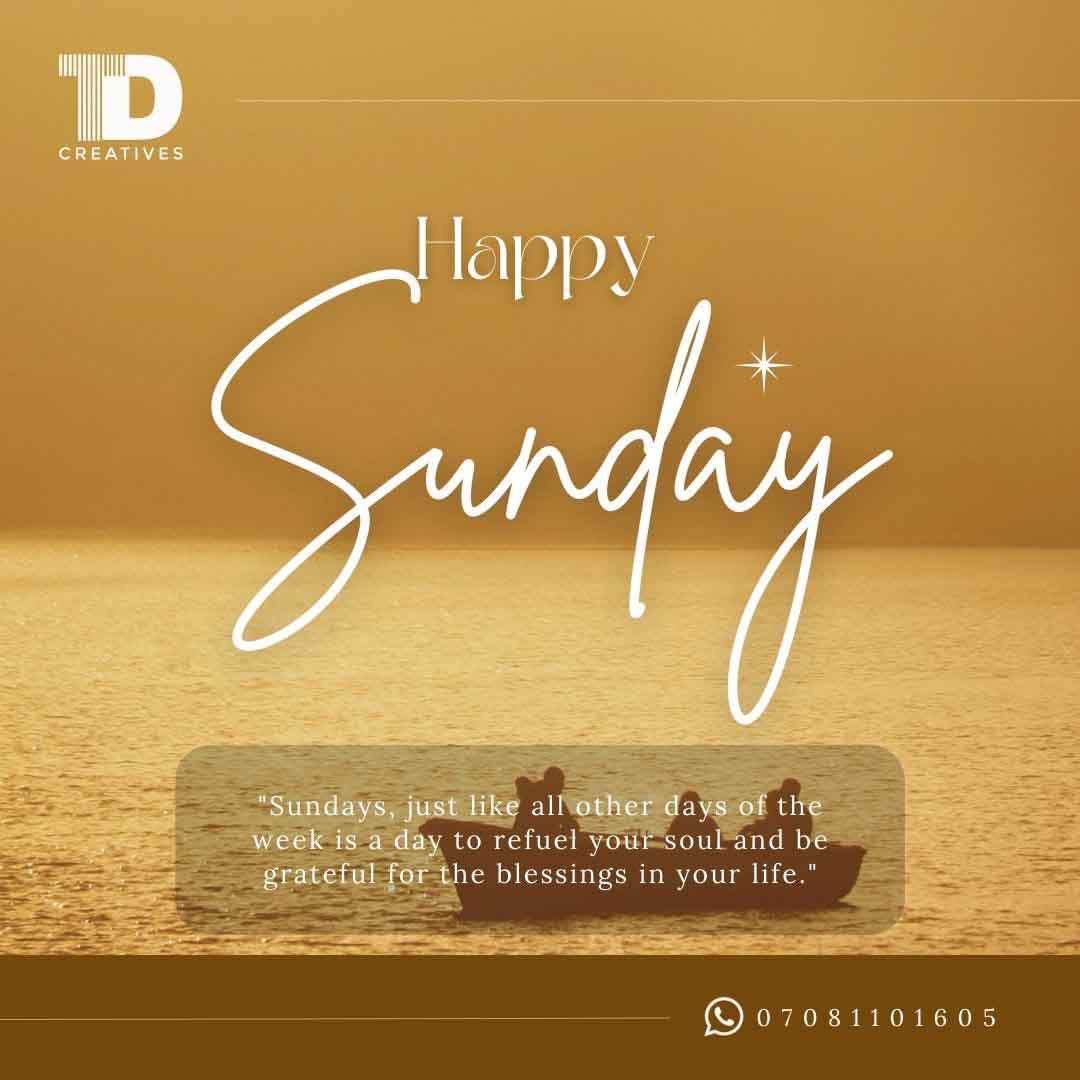 TD
CREATIVES
Happy
Sunday
"Sundays, just like all other days of the
week is a day to refuel your soul and be
grateful for the blessings in your life."
07081101605